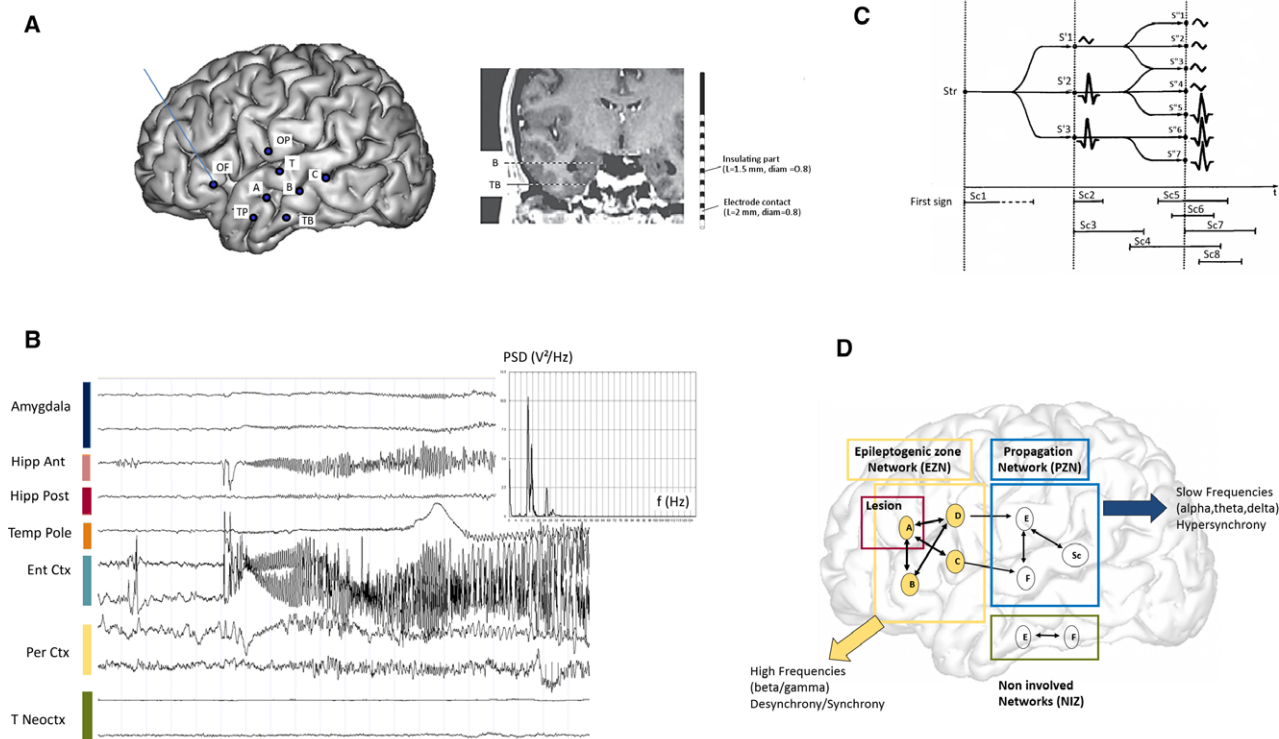 A
OP
OF
T
C
A
B
TP
TB
B
TB
Insulating part
(L=1.5 mm, diam =0.8)
Electrode contact
(L=2 mm, diam=0.8)
C
Str
S'1
S'2
S'3
S"1
S"2
S"3
S"4
S"5
S"6
S"7
t
First sign
Sc1
Sc2
Sc5
Sc6
Sc3
Sc7
Sc4
Sc8
B
PSD (V²/Hz)
f (Hz)
Amygdala
Hipp Ant
Hipp Post
Temp Pole
Ent Ctx
Per Ctx
T Neoctx
D
Epileptogenic zone
Network (EZN)
Propagation
Network (PZN)
Lesion
A
D
B
C
E
Sc
F
Slow Frequencies
(alpha,theta,delta)
Hypersynchrony
E
F
High Frequencies
(beta/gamma)
Desynchrony/Synchrony
Non involved
Networks (NIZ)